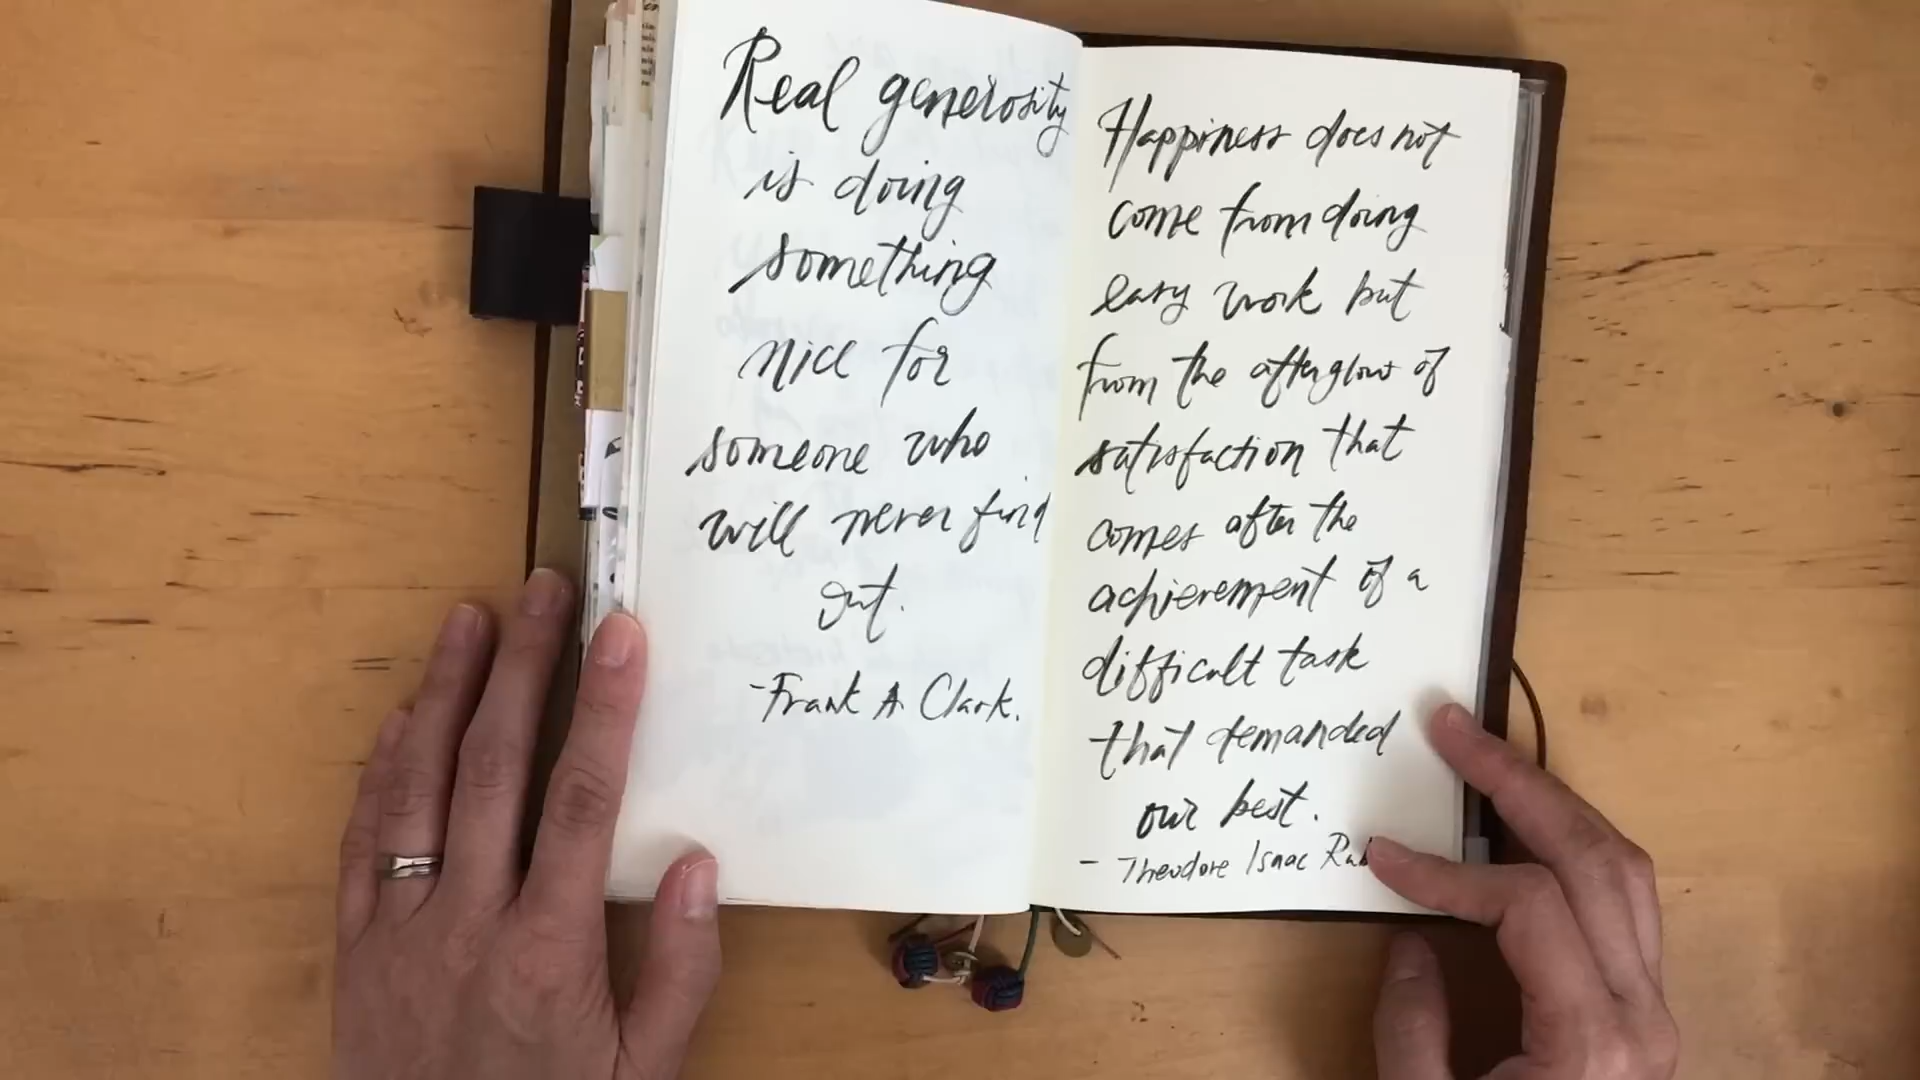 Real generosity
is doing
something
nice for
someone who
will never find
out.
-Frank A Clark.
Happiness does not
come from doing
easy work but
from the afterglow of
satisfaction that
comes after the
achievement of a
difficult task
that demanded
our best.
- Theodore Isaac Rub